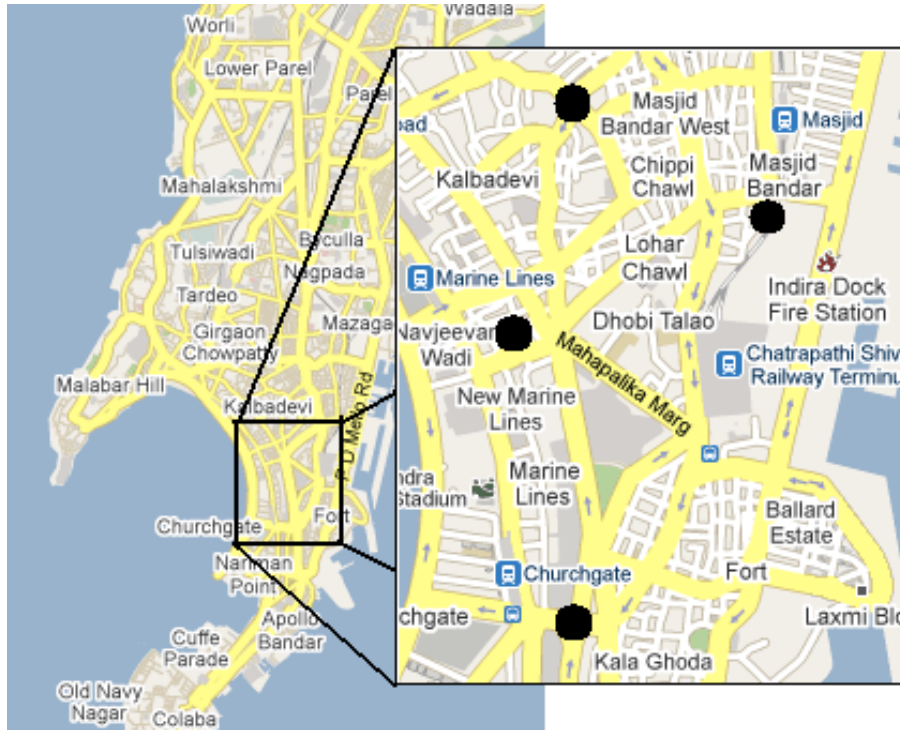 Wadala
Worli
Lower Parel
Parel
Mahalakshmi
Byculla
Tulsiwadi
Nagpada
Tardeo
Mazaga
Girgaon
Chowpatty
Malabar Hill
Kalbadevi
P D Mello Rd
Churchgate
Fort
Nariman
Point
Apollo
Bandar
Cuffe
Parade
Old Navy
Nagar
Colaba
Masjid
Bandar West
oad
Masjid
Kalbadevi
Chippi
Chawl
Masjid
Bandar
Lohar
Chawl
Marine Lines
Indira Dock
Fire Station
Navjeevan
Wadi
Dhobi Talao
Mahapalika Marg
Chatrapathi Shiv
Railway Terminu
New Marine
Lines
ndra
Stadium
Marine
Lines
Ballard
Estate
Churchgate
Fort
chgate
Laxmi Blo
Kala Ghoda